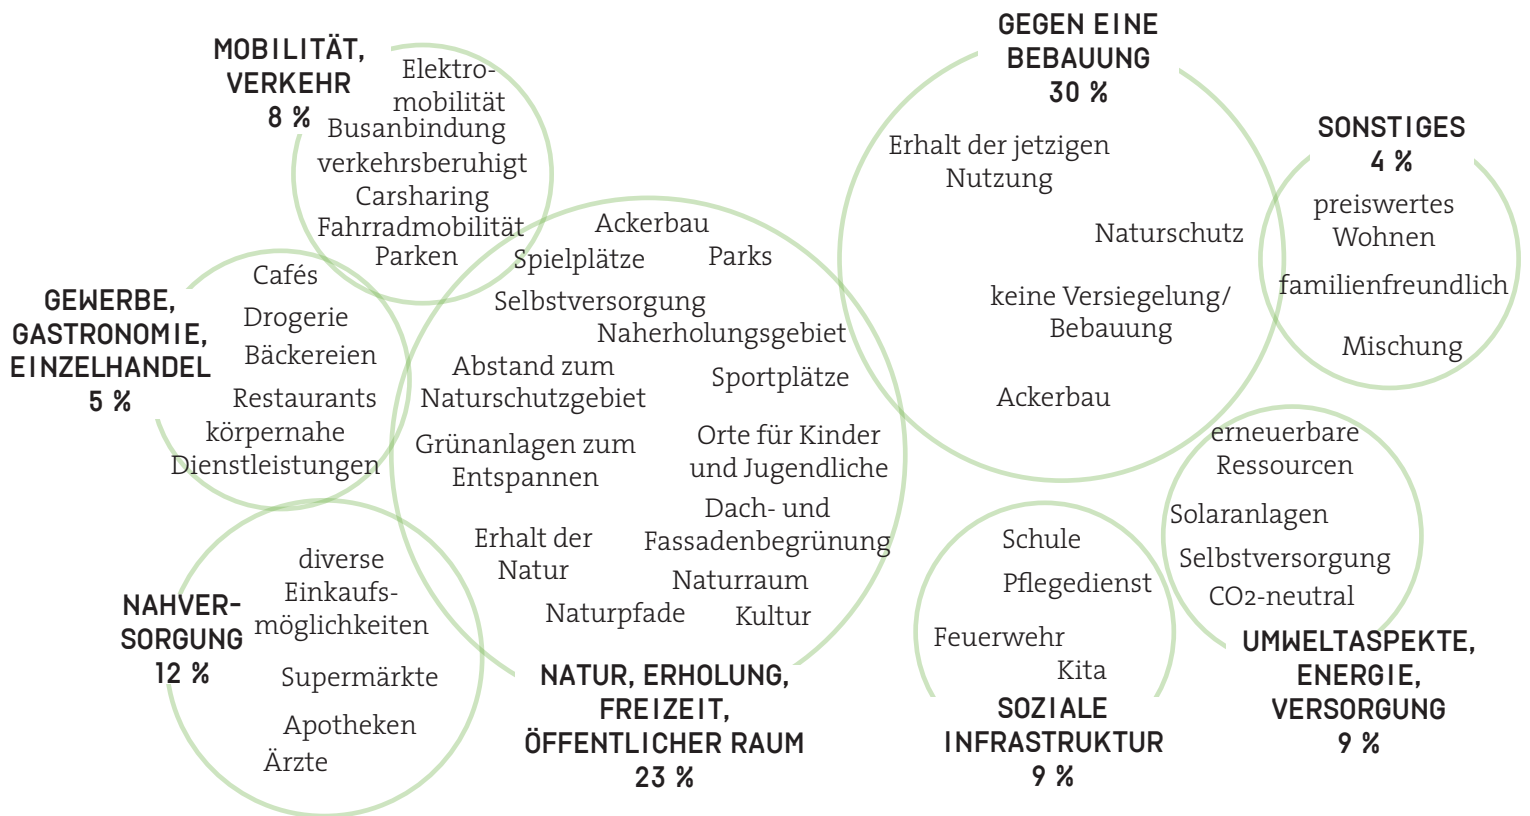 MOBILITÄT,
VERKEHR
8 %
Elektro-
mobilität
Busanbindung
verkehrsberuhigt
Carsharing
Fahrradmobilität
Parken
GEGEN EINE
BEBAUUNG
30 %
Erhalt der jetzigen
Nutzung
Naturschutz
keine Versiegelung/
Bebauung
Ackerbau
SONSTIGES
4 %
preiswertes
Wohnen
familienfreundlich
Mischung
GEWERBE,
GASTRONOMIE,
EINZELHANDEL
5 %
Cafés
Drogerie
Bäckereien
Restaurants
körpernahe
Dienstleistungen
Ackerbau
Spielplätze
Parks
Selbstversorgung
Naherholungsgebiet
Abstand zum
Naturschutzgebiet
Sportplätze
Grünanlagen zum
Entspannen
Orte für Kinder
und Jugendliche
Dach- und
Fassadenbegrünung
Erhalt der
Natur
Naturraum
Naturpfade
Kultur
NATUR, ERHOLUNG,
FREIZEIT,
ÖFFENTLICHER RAUM
23 %
NAHVER-
SORGUNG
12 %
diverse
Einkaufs-
möglichkeiten
Supermärkte
Apotheken
Ärzte
Schule
Pflegedienst
Feuerwehr
Kita
SOZIALE
INFRASTRUKTUR
9 %
erneuerbare
Ressourcen
Solaranlagen
Selbstversorgung
CO2-neutral
UMWELTASPEKTE,
ENERGIE,
VERSORGUNG
9 %